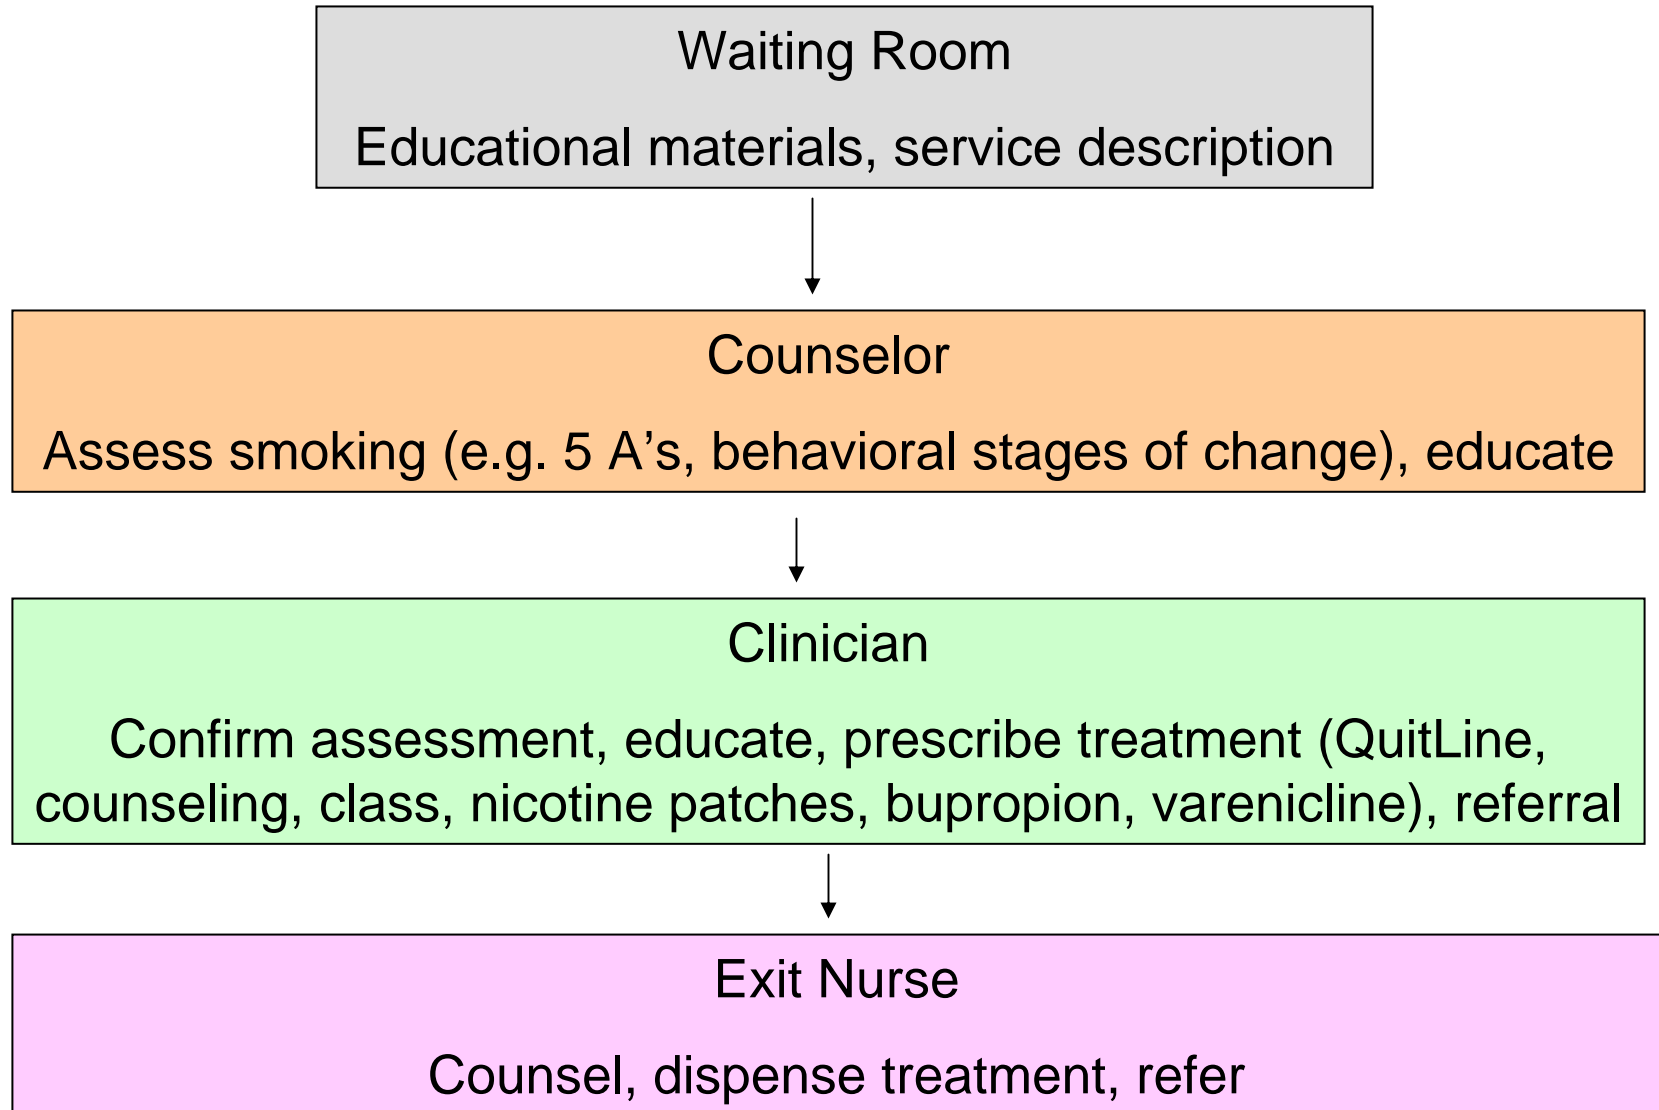 Waiting Room
Educational materials, service description
Counselor
Assess smoking (e.g. 5 A's, behavioral stages of change), educate
Clinician
Confirm assessment, educate, prescribe treatment (QuitLine,
counseling, class, nicotine patches, bupropion, varenicline), referral
Exit Nurse
Counsel, dispense treatment, refer